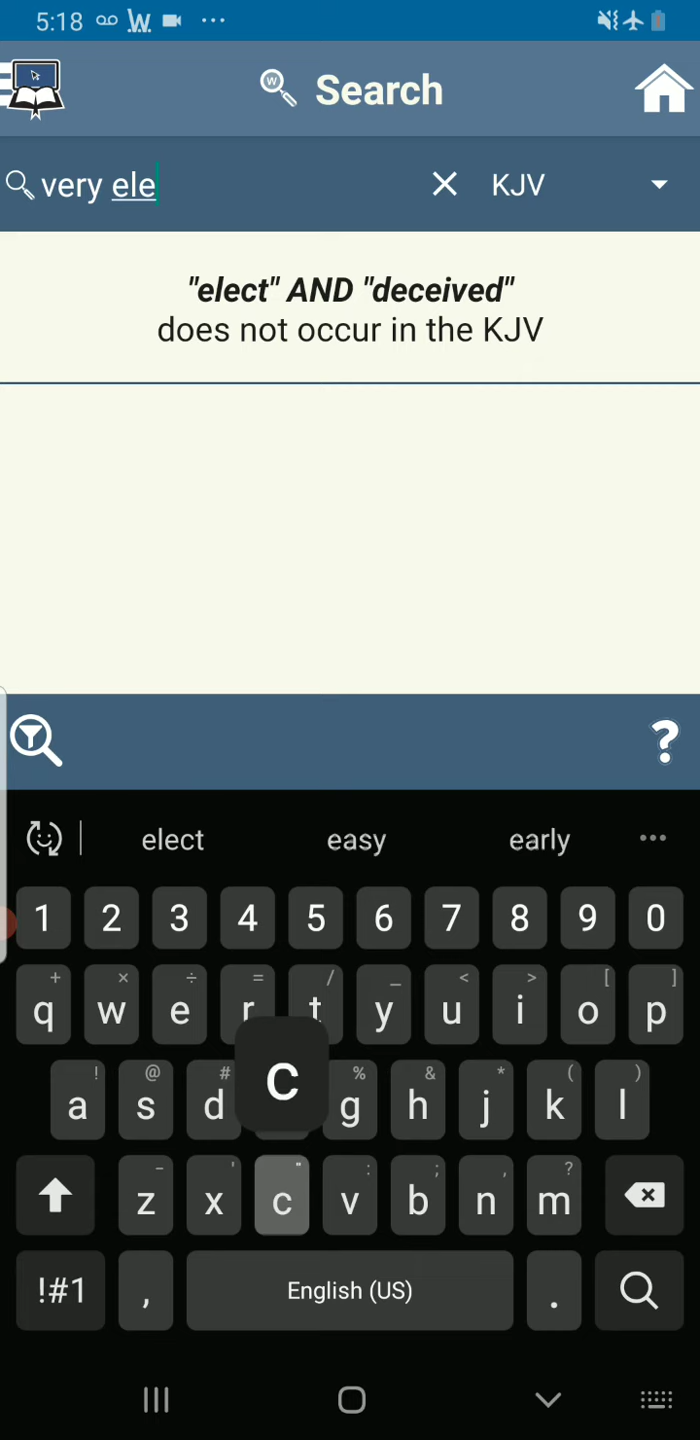 5:18 W ...
W Search
very ele KJV
"elect" AND "deceived"
does not occur in the KJV
?
elect easy early ...
1 2 3 4 5 6 7 8 9 0
+ × ÷ = / _ < > [ ]
q w e r t y u i o p
! @ # % & * ( )
a s d c g h j k l
- ' " : ; , ?
z x c v b n m
!#1 , English (US) .